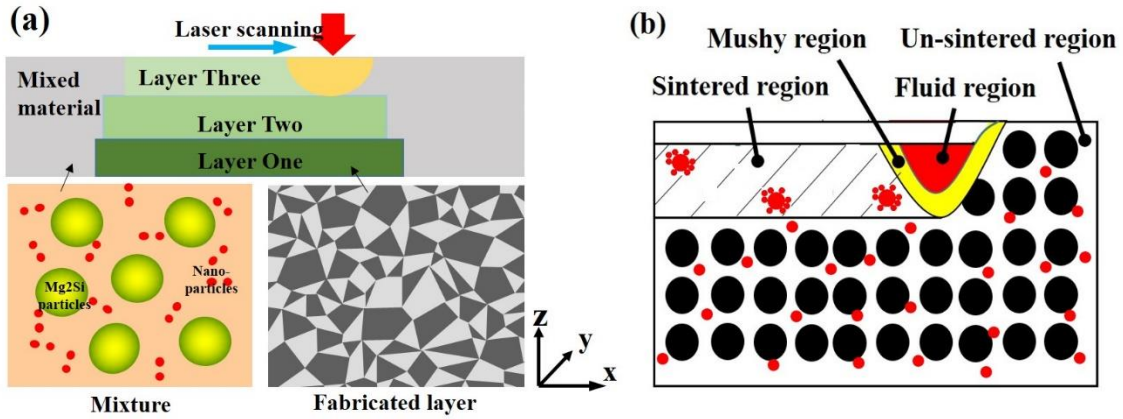 (a)
Laser scanning
Mixed
material
Layer Three
Layer Two
Layer One
Mg2Si
particles
Nano-
particles
Mixture
Fabricated layer
z
y
x
(b)
Mushy region
Un-sintered region
Sintered region
Fluid region